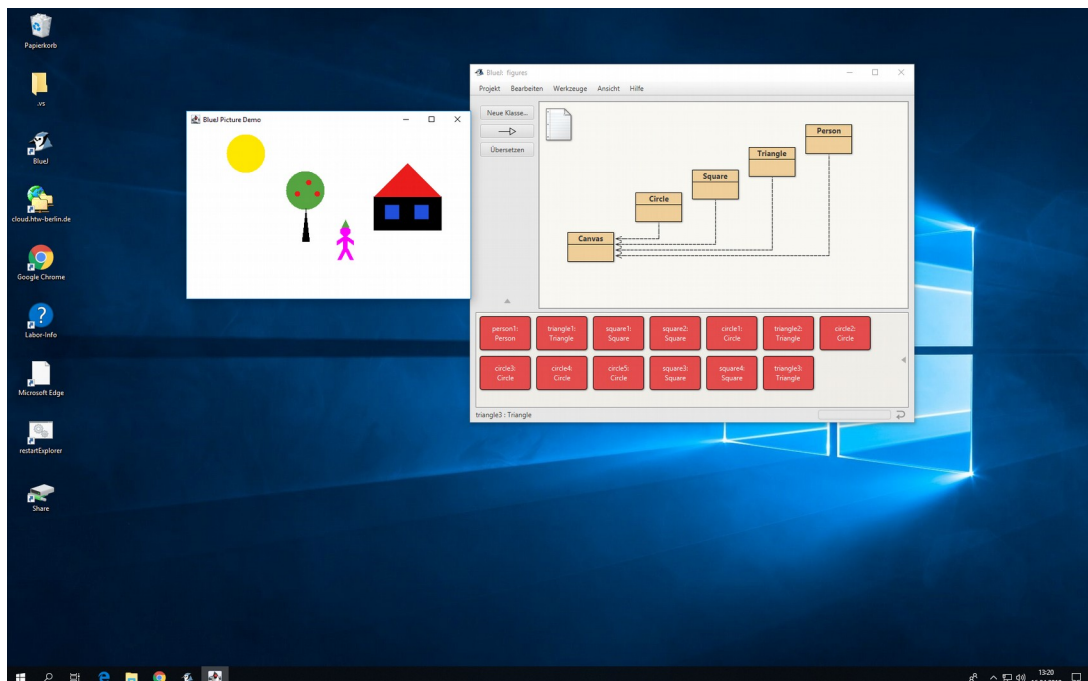 Papierkorb
.vs
BlueJ
cloud.htw-berlin.de
Google Chrome
Labor-Info
Microsoft Edge
restartExplorer
Share
BlueJ Picture Demo
BlueJ: figures
Projekt Bearbeiten Werkzeuge Ansicht Hilfe
Neue Klasse...
Übersetzen
Person
Triangle
Square
Circle
Canvas
person1:
Person
triangle1:
Triangle
square1:
Square
square2:
Square
circle1:
Circle
triangle2:
Triangle
circle2:
Circle
circle3:
Circle
circle4:
Circle
circle5:
Circle
square3:
Square
square4:
Square
triangle3:
Triangle
triangle3 : Triangle
13:20